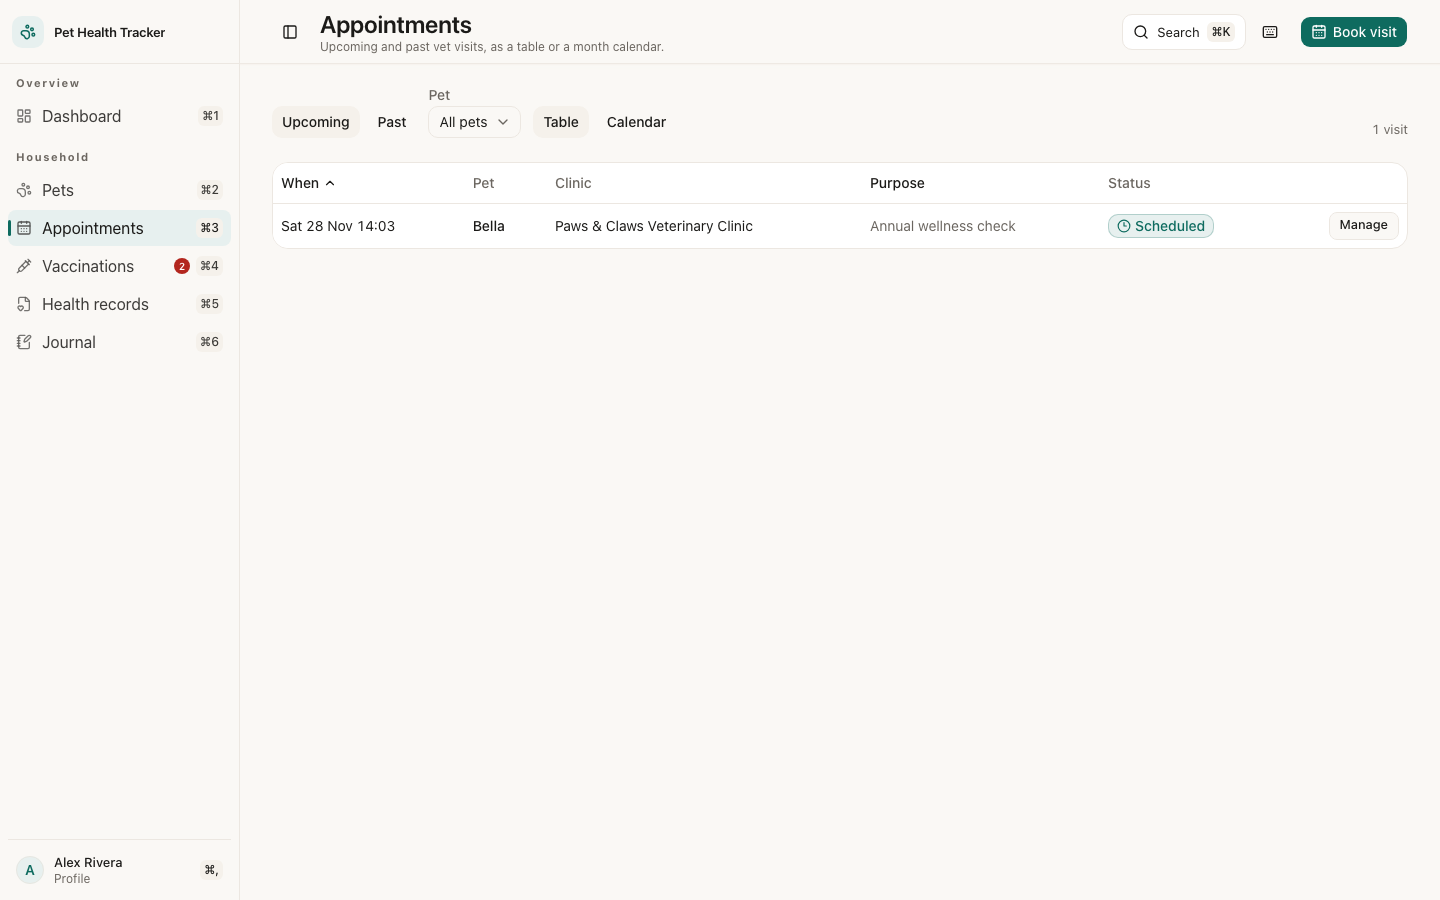 Pet Health Tracker
Overview
Dashboard ⌘1
Household
Pets ⌘2
Appointments ⌘3
Vaccinations 2 ⌘4
Health records ⌘5
Journal ⌘6
A Alex Rivera ⌘,
Profile
Appointments
Upcoming and past vet visits, as a table or a month calendar.
Search ⌘K
Book visit
Pet
Upcoming Past All pets Table Calendar
1 visit
When Pet Clinic Purpose Status
Sat 28 Nov 14:03 Bella Paws & Claws Veterinary Clinic Annual wellness check Scheduled Manage